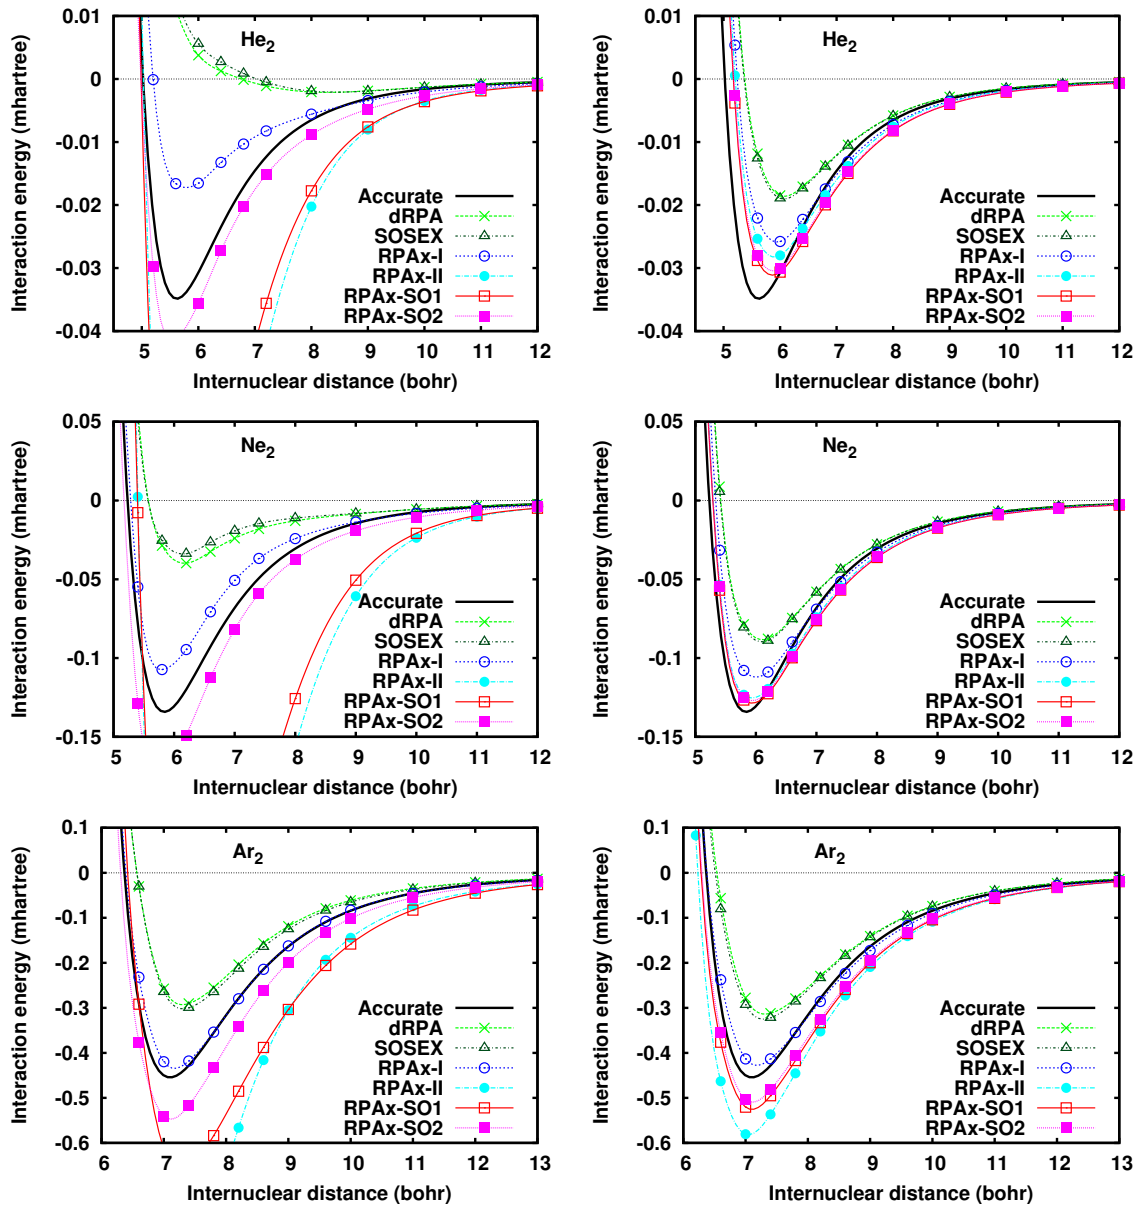 He2
Interaction energy (mhartree)
0.01
0
-0.01
-0.02
-0.03
-0.04
Accurate
dRPA
SOSEX
RPAx-I
RPAx-II
RPAx-SO1
RPAx-SO2
5 6 7 8 9 10 11 12
Internuclear distance (bohr)
He2
Interaction energy (mhartree)
0.01
0
-0.01
-0.02
-0.03
-0.04
Accurate
dRPA
SOSEX
RPAx-I
RPAx-II
RPAx-SO1
RPAx-SO2
5 6 7 8 9 10 11 12
Internuclear distance (bohr)
Ne2
Interaction energy (mhartree)
0.05
0
-0.05
-0.1
-0.15
Accurate
dRPA
SOSEX
RPAx-I
RPAx-II
RPAx-SO1
RPAx-SO2
5 6 7 8 9 10 11 12
Internuclear distance (bohr)
Ne2
Interaction energy (mhartree)
0.05
0
-0.05
-0.1
-0.15
Accurate
dRPA
SOSEX
RPAx-I
RPAx-II
RPAx-SO1
RPAx-SO2
5 6 7 8 9 10 11 12
Internuclear distance (bohr)
Ar2
Interaction energy (mhartree)
0.1
0
-0.1
-0.2
-0.3
-0.4
-0.5
-0.6
Accurate
dRPA
SOSEX
RPAx-I
RPAx-II
RPAx-SO1
RPAx-SO2
6 7 8 9 10 11 12 13
Internuclear distance (bohr)
Ar2
Interaction energy (mhartree)
0.1
0
-0.1
-0.2
-0.3
-0.4
-0.5
-0.6
Accurate
dRPA
SOSEX
RPAx-I
RPAx-II
RPAx-SO1
RPAx-SO2
6 7 8 9 10 11 12 13
Internuclear distance (bohr)